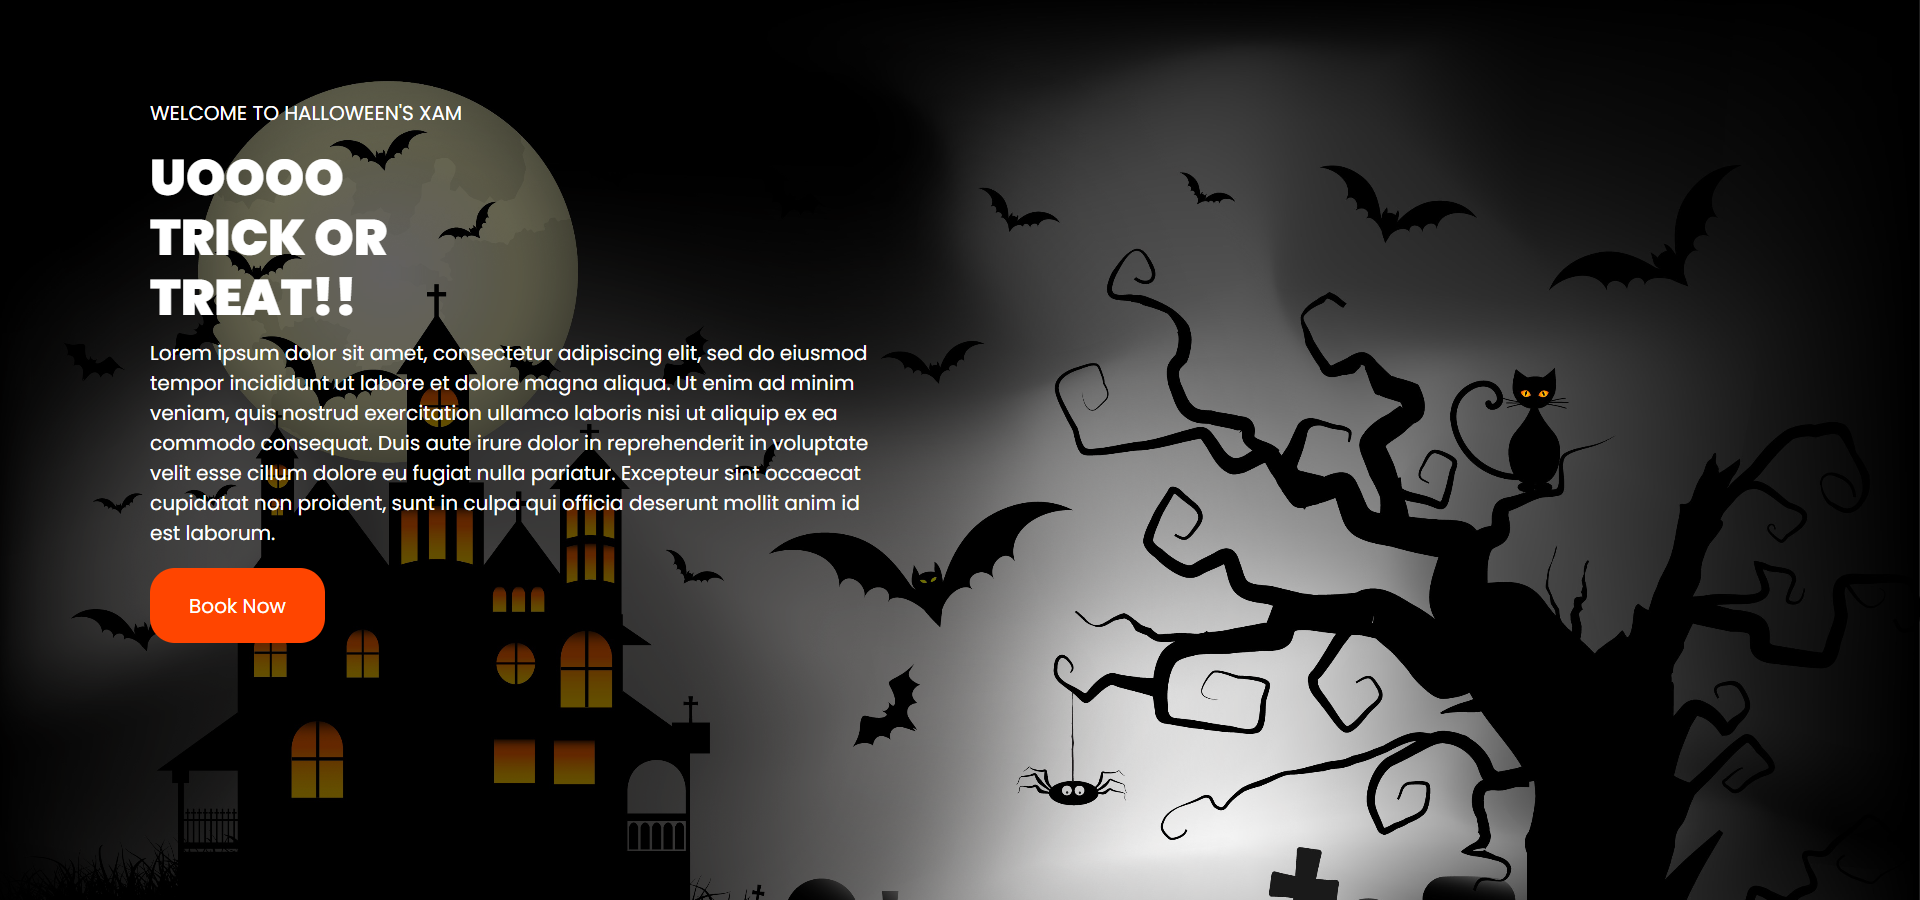 WELCOME TO HALLOWEEN'S XAM
UOOOO
TRICK OR
TREAT!!
Lorem ipsum dolor sit amet, consectetur adipiscing elit, sed do eiusmod
tempor incididunt ut labore et dolore magna aliqua. Ut enim ad minim
veniam, quis nostrud exercitation ullamco laboris nisi ut aliquip ex ea
commodo consequat. Duis aute irure dolor in reprehenderit in voluptate
velit esse cillum dolore eu fugiat nulla pariatur. Excepteur sint occaecat
cupidatat non proident, sunt in culpa qui officia deserunt mollit anim id
est laborum.
Book Now